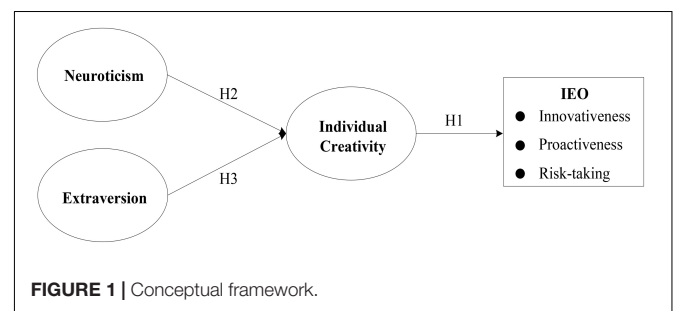 Neuroticism
H2
Individual
Creativity
H1
IEO
● Innovativeness
● Proactiveness
● Risk-taking
H3
Extraversion
FIGURE 1 | Conceptual framework.